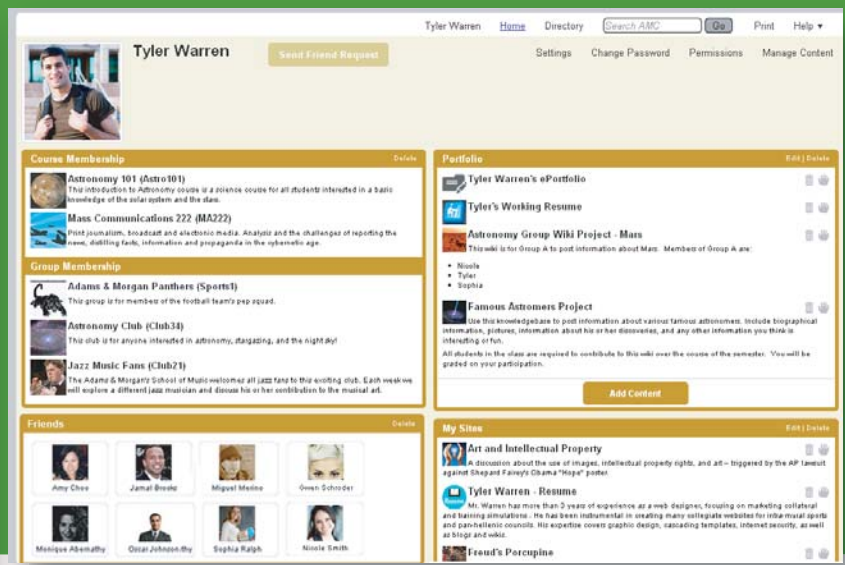 Tyler Warren Home Directory Search AMC Go Print Help ▾
Tyler Warren
Send Friend Request
Settings Change Password Permissions Manage Content
Course Membership
Delete
Astronomy 101 (Astro101)
This introduction to Astronomy course is a science course for all students interested in a basic
knowledge of the solar system and the stars.
Mass Communications 222 (MA222)
Print journalism, broadcast and electronic media. Analysis and the challenges of reporting the
news, distilling facts, information and propaganda in the cybernetic age.
Group Membership
Adams & Morgan Panthers (Sports1)
This group is for members of the football team's pep squad.
Astronomy Club (Club34)
This club is for anyone interested in astronomy, stargazing, and the night sky!
Jazz Music Fans (Club21)
The Adams & Morgan's School of Music welcomes all jazz fans to this exciting club. Each week we
will explore a different jazz musician and discuss his or her contribution to the musical art.
Friends
Delete
Amy Choo Jamal Brooks Miguel Merino Gwen Schroder
Monique Abernathy Oscar Johnson-thy Sophia Ralph Nicole Smith
Portfolio
Edit | Delete
Tyler Warren's ePortfolio
Tyler's Working Resume
Astronomy Group Wiki Project - Mars
This wiki is for Group A to post information about Mars. Members of Group A are:
• Nicole
• Tyler
• Sophia
Famous Astromers Project
Use this knowledgebase to post information about various famous astronomers. Include biographical
information, pictures, information about his or her discoveries, and any other information you think is
interesting or fun.
All students in the class are required to contribute to this wiki over the course of the semester. You will be
graded on your participation.
Add Content
My Sites
Edit | Delete
Art and Intellectual Property
A discussion about the use of images, intellectual property rights, and art – triggered by the AP lawsuit
against Shepard Fairey's Obama "Hope" poster.
Tyler Warren - Resume
Mr. Warren has more than 3 years of experience as a web designer, focusing on marketing collateral
and training simulations. He has been instrumental in creating many collegiate websites for intramural sports
and pan-hellenic councils. His expertise covers graphic design, cascading templates, internet security, as well
as blogs and wikis.
Freud's Porcupine